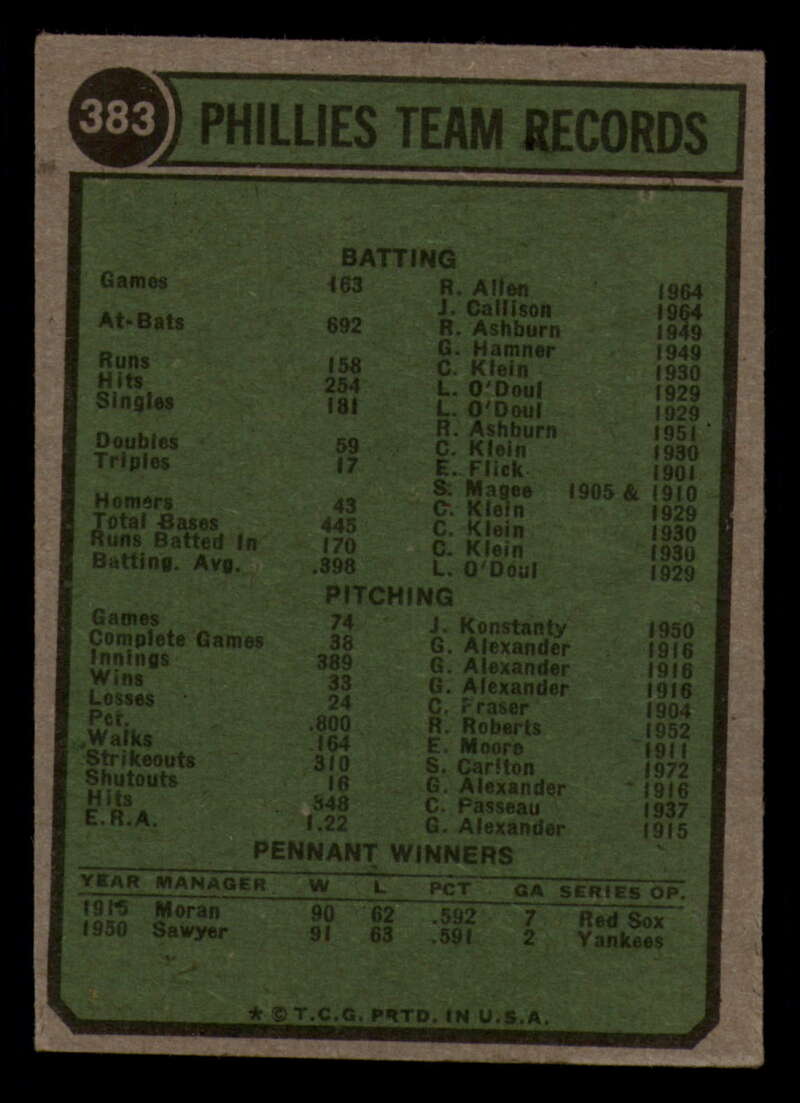 383 PHILLIES TEAM RECORDS
BATTING
Games 163 R. Allen 1964
J. Callison 1964
At-Bats 692 R. Ashburn 1949
G. Hamner 1949
Runs 158 C. Klein 1930
Hits 254 L. O'Doul 1929
Singles 181 L. O'Doul 1929
R. Ashburn 1951
Doubles 59 C. Klein 1930
Triples 17 E. Flick 1901
S. Magee 1905 & 1910
Homers 43 C. Klein 1929
Total Bases 445 C. Klein 1930
Runs Batted In 170 C. Klein 1930
Batting. Avg. .398 L. O'Doul 1929
PITCHING
Games 74 J. Konstanty 1950
Complete Games 38 G. Alexander 1916
Innings 389 G. Alexander 1916
Wins 33 G. Alexander 1916
Losses 24 C. Fraser 1904
Pct. .800 R. Roberts 1952
Walks 164 E. Moore 1911
Strikeouts 310 S. Carlton 1972
Shutouts 16 G. Alexander 1916
Hits 348 C. Passeau 1937
E.R.A. 1.22 G. Alexander 1915
PENNANT WINNERS
YEAR MANAGER W L PCT GA SERIES OP.
1915 Moran 90 62 .592 7 Red Sox
1950 Sawyer 91 63 .591 2 Yankees
* © T.C.G. PRTD. IN U.S.A.